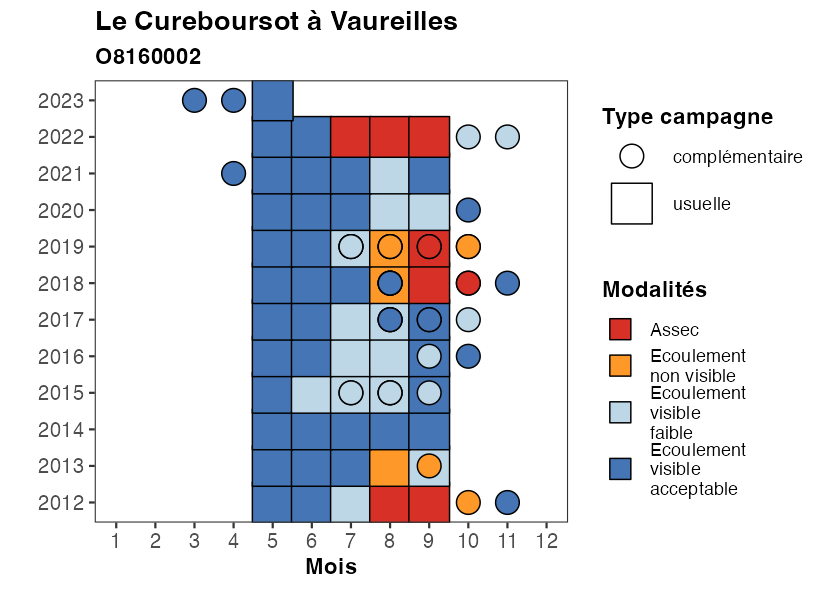 Le Cureboursot à Vaureilles
O8160002
2023
2022
2021
2020
2019
2018
2017
2016
2015
2014
2013
2012
1 2 3 4 5 6 7 8 9 10 11 12
Mois
Type campagne
complémentaire
usuelle
Modalités
Assec
Ecoulement
non visible
Ecoulement
visible
faible
Ecoulement
visible
acceptable